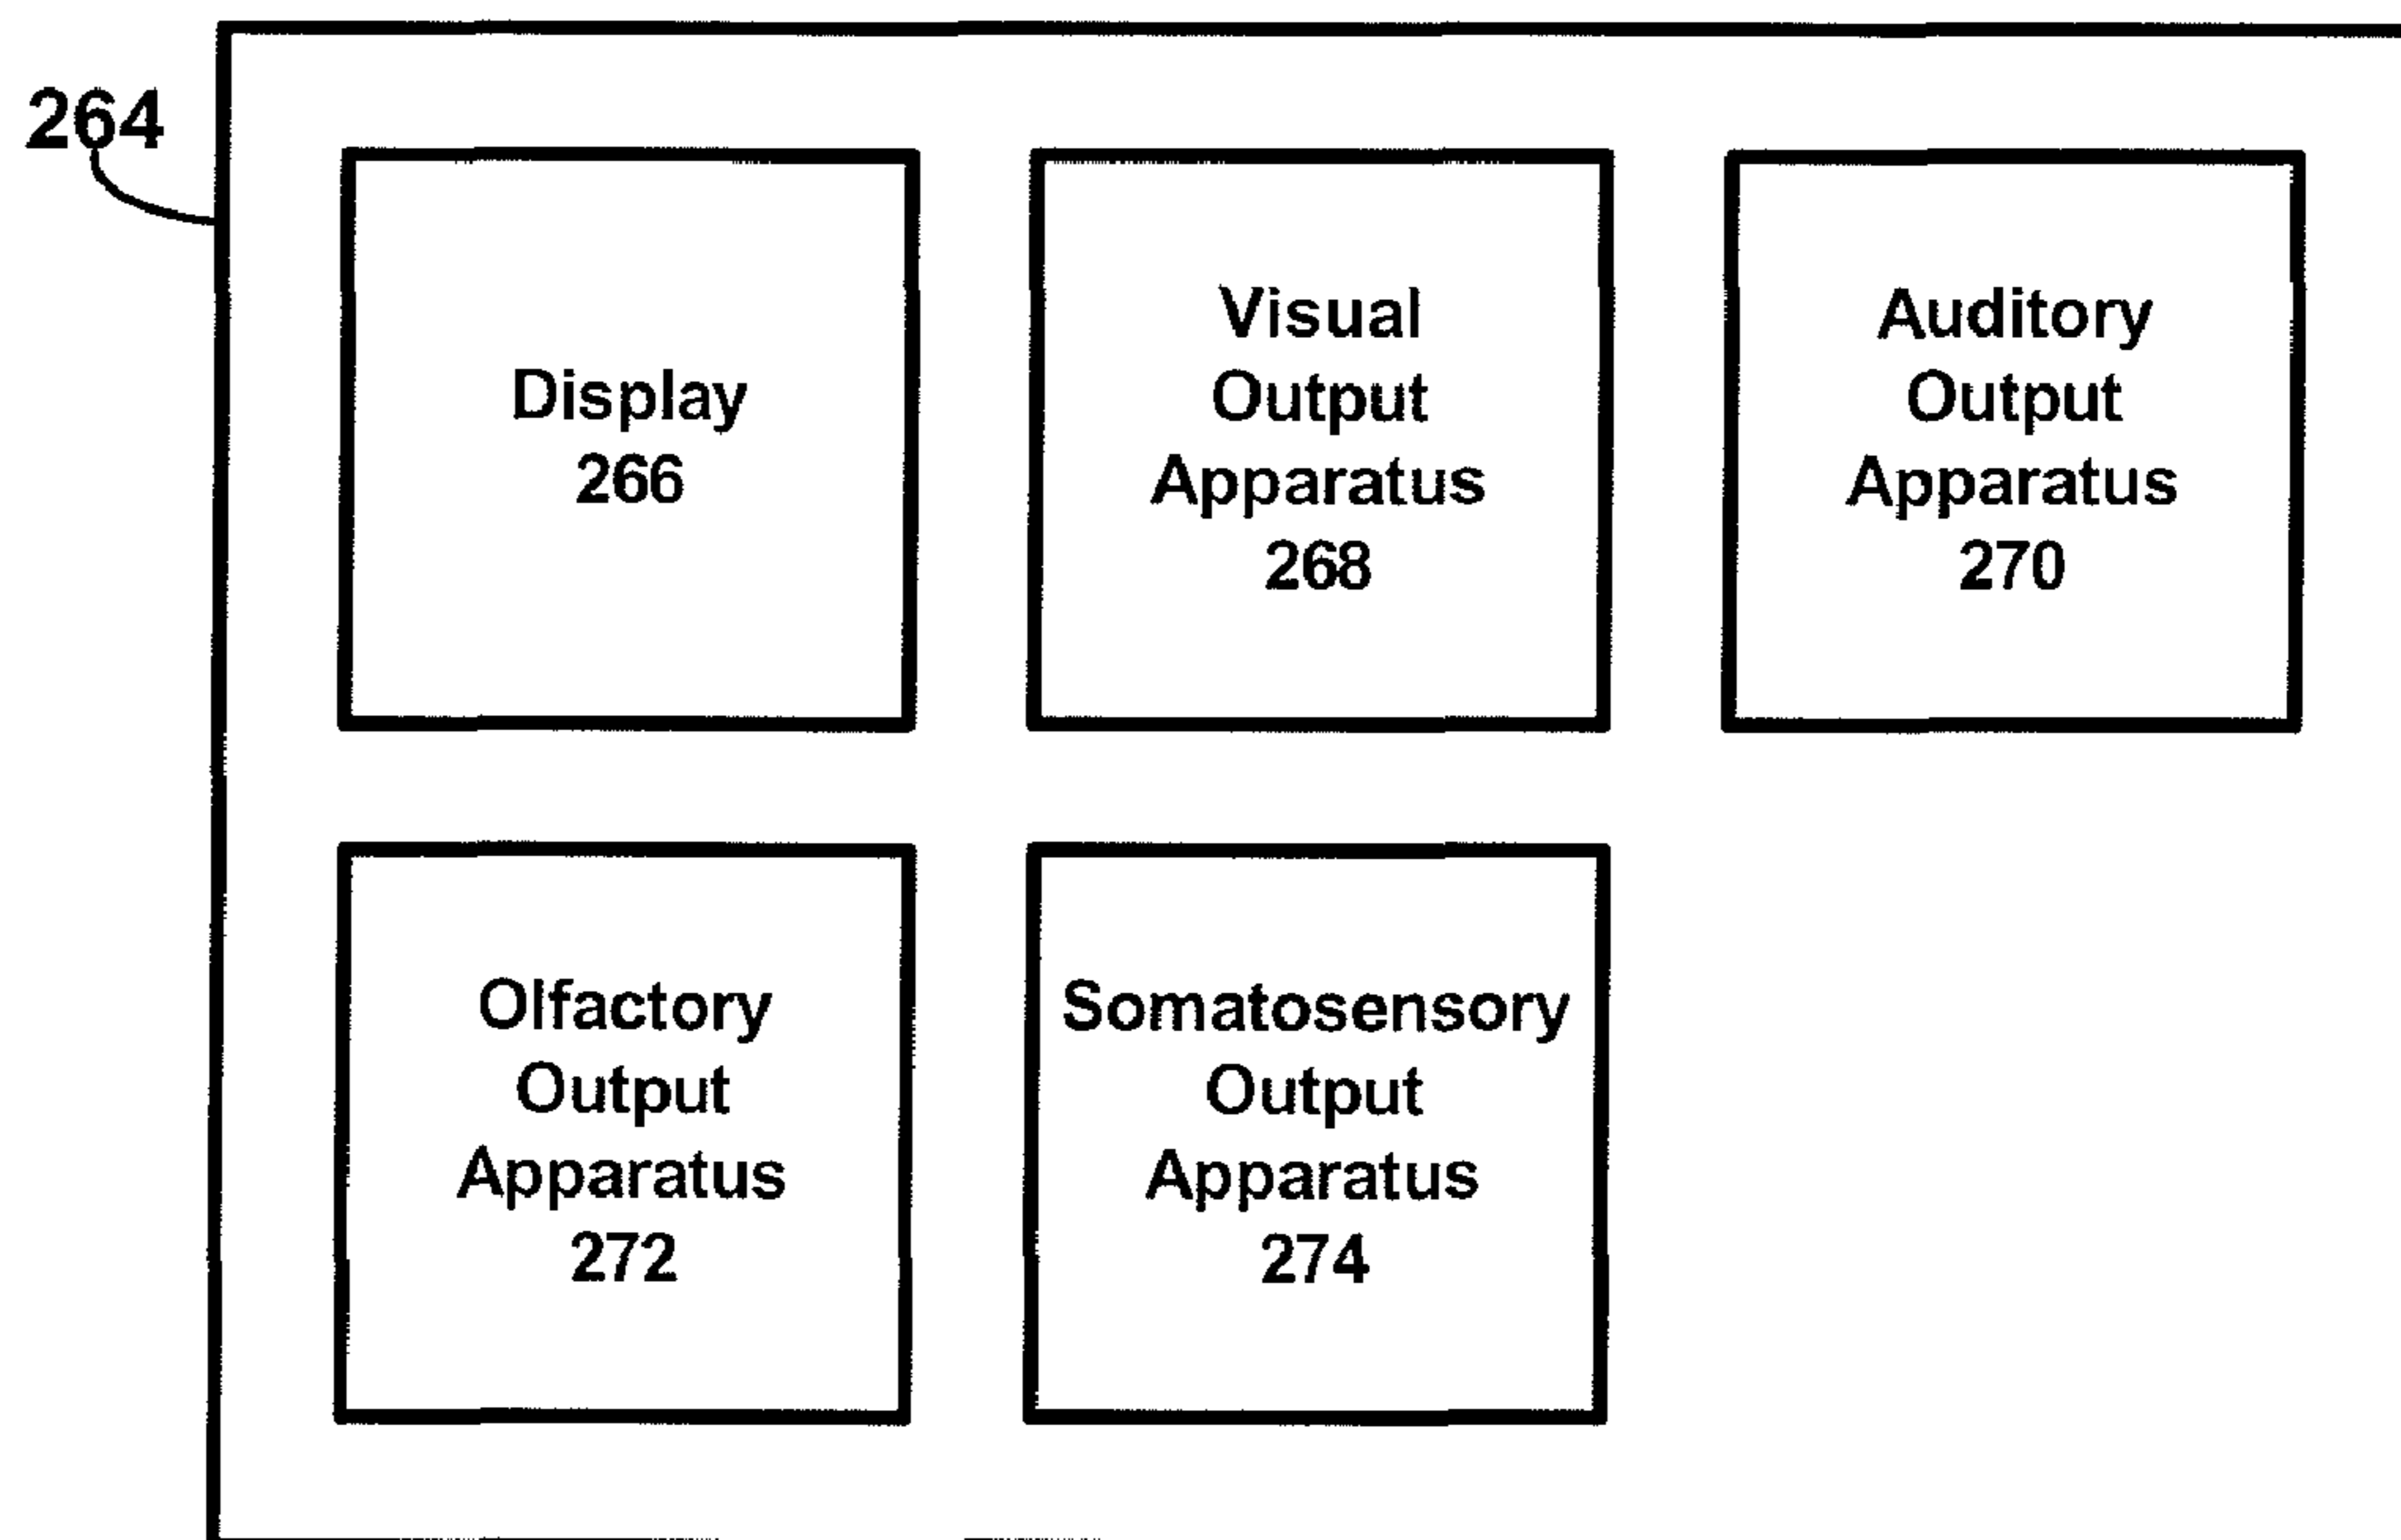 264
Display
266
Visual
Output
Apparatus
268
Auditory
Output
Apparatus
270
Olfactory
Output
Apparatus
272
Somatosensory
Output
Apparatus
274